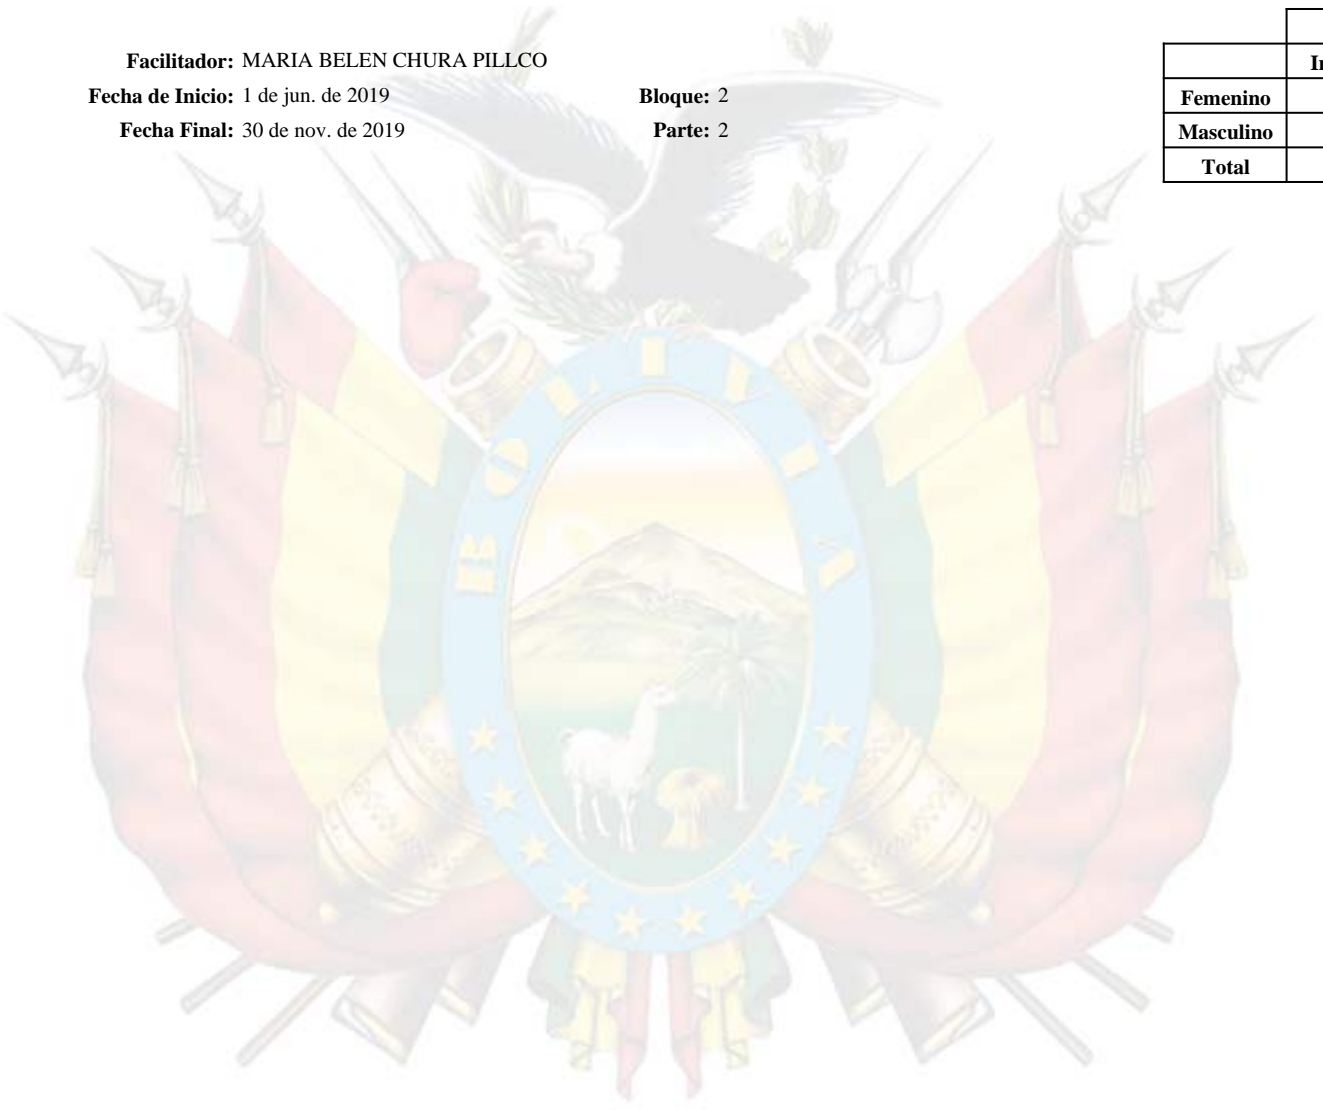 Facilitador: MARIA BELEN CHURA PILLCO
Fecha de Inicio: 1 de jun. de 2019 Bloque: 2
Fecha Final: 30 de nov. de 2019 Parte: 2
Femenino
Masculino
Total
BOLIVIA